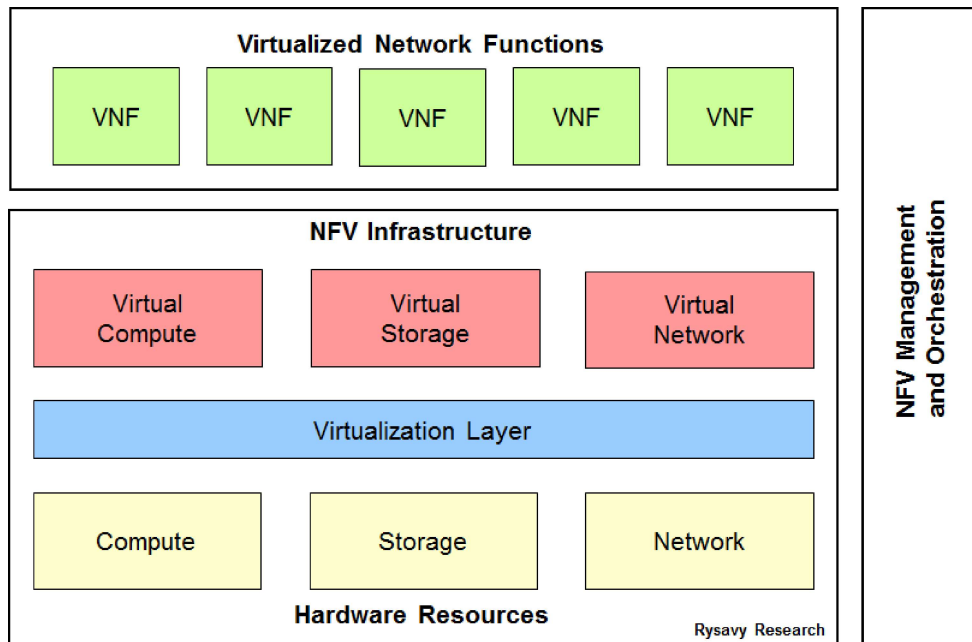 Virtualized Network Functions
VNF VNF VNF VNF VNF
NFV Infrastructure
Virtual
Compute
Virtual
Storage
Virtual
Network
Virtualization Layer
Compute Storage Network
Hardware Resources
Rysavy Research
NFV Management
and Orchestration